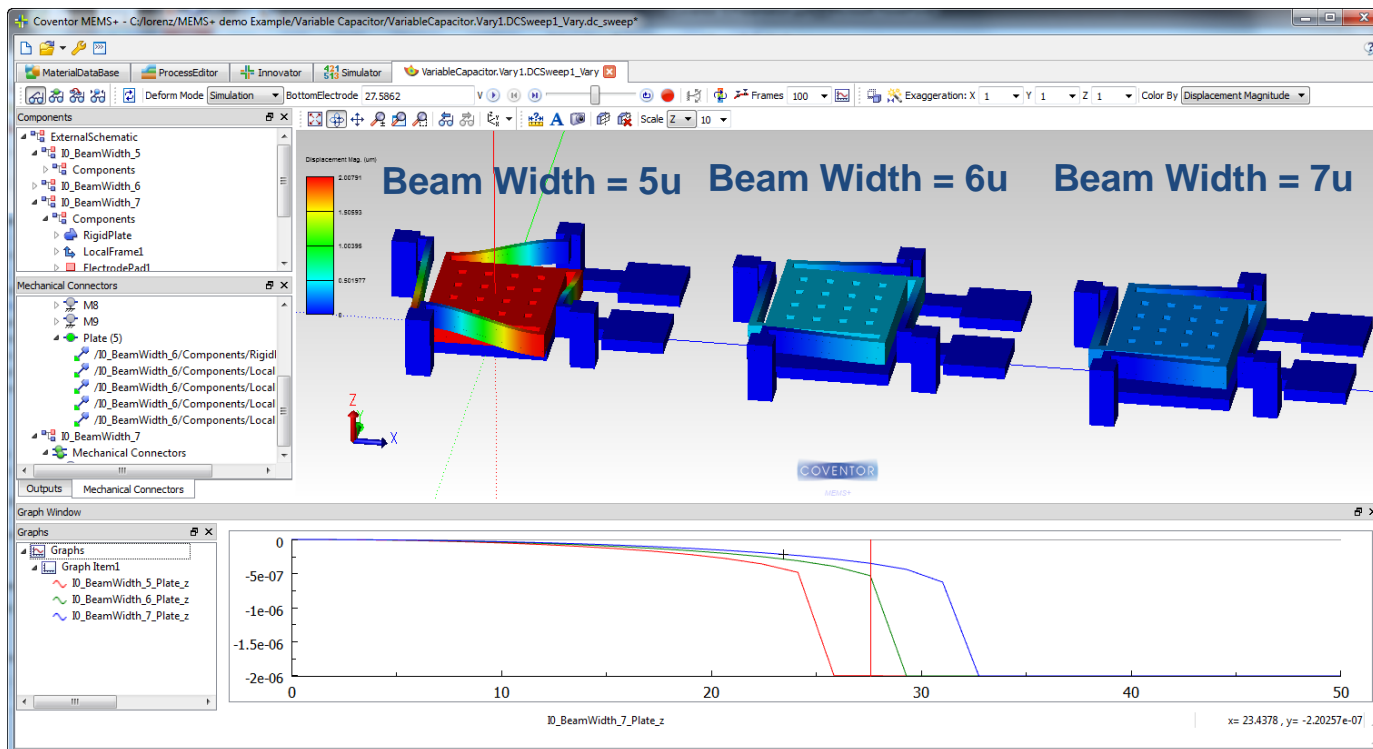 Coventor MEMS+ - C:/lorenz/MEMS+ demo Example/Variable Capacitor/VariableCapacitor.Vary1.DCSweep1_Vary.dc_sweep*
MaterialDataBase ProcessEditor Innovator Simulator VariableCapacitor.Vary1.DCSweep1_Vary
Deform Mode Simulation BottomElectrode 27.5862 V Frames 100 Exaggeration: X 1 Y 1 Z 1 Color By Displacement Magnitude
Components
Scale Z 10
ExternalSchematic
I0_BeamWidth_5
Components
I0_BeamWidth_6
I0_BeamWidth_7
Components
RigidPlate
LocalFrame1
ElectrodePad1
Mechanical Connectors
M8
M9
Plate (5)
/I0_BeamWidth_6/Components/Rigid
/I0_BeamWidth_6/Components/Local
/I0_BeamWidth_6/Components/Local
/I0_BeamWidth_6/Components/Local
/I0_BeamWidth_6/Components/Local
I0_BeamWidth_7
Mechanical Connectors
Outputs Mechanical Connectors
Displacement Mag. (um)
2.00791
1.50593
1.00396
0.501977
0
Beam Width = 5u Beam Width = 6u Beam Width = 7u
Z
Y
X
COVENTOR
MEMS+
Graph Window
Graphs
Graphs
Graph Item1
I0_BeamWidth_5_Plate_z
I0_BeamWidth_6_Plate_z
I0_BeamWidth_7_Plate_z
0
-5e-07
-1e-06
-1.5e-06
-2e-06
0 10 20 30 40 50
I0_BeamWidth_7_Plate_z
x= 23.4378 , y= -2.20257e-07